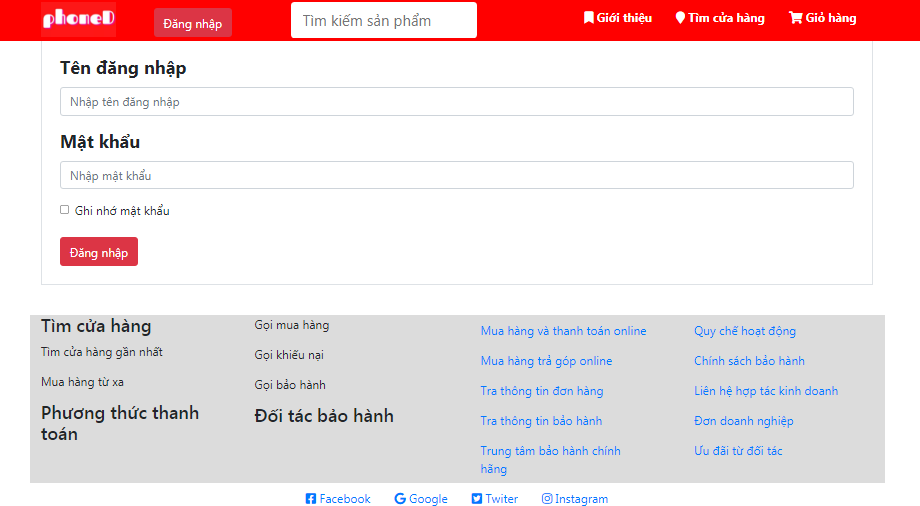 phoneD
Đăng nhập
Tìm kiếm sản phẩm
Giới thiệu
Tìm cửa hàng
Giỏ hàng
Tên đăng nhập
Nhập tên đăng nhập
Mật khẩu
Nhập mật khẩu
Ghi nhớ mật khẩu
Đăng nhập
Tìm cửa hàng
Tìm cửa hàng gần nhất
Mua hàng từ xa
Phương thức thanh
toán
Gọi mua hàng
Gọi khiếu nại
Gọi bảo hành
Đối tác bảo hành
Mua hàng và thanh toán online
Mua hàng trả góp online
Tra thông tin đơn hàng
Tra thông tin bảo hành
Trung tâm bảo hành chính
hãng
Quy chế hoạt động
Chính sách bảo hành
Liên hệ hợp tác kinh doanh
Đơn doanh nghiệp
Ưu đãi từ đối tác
Facebook
Google
Twiter
Instagram